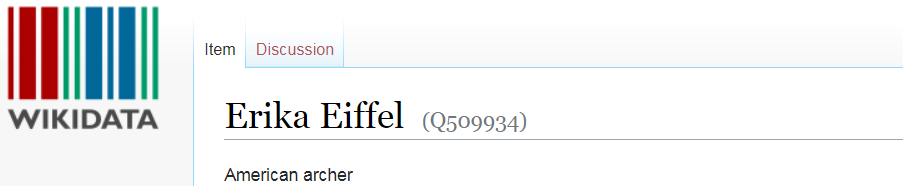 WIKIDATA
Item Discussion
Erika Eiffel (Q509934)
American archer